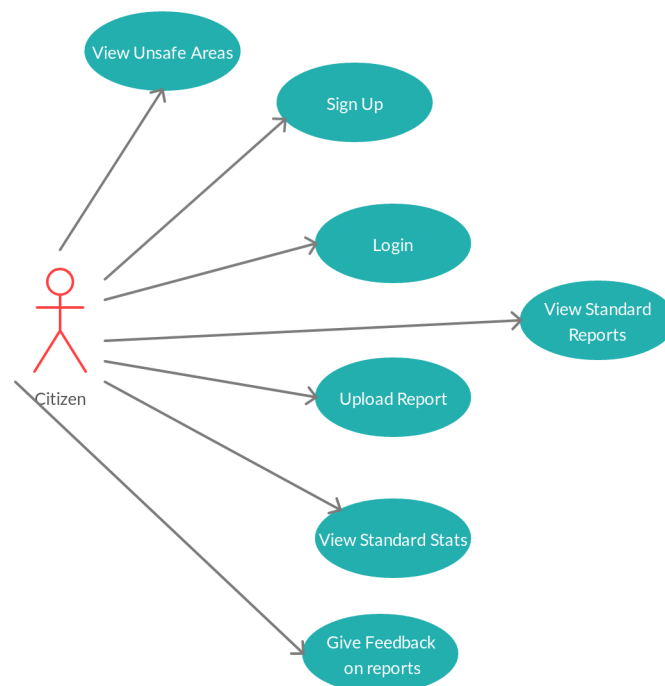 View Unsafe Areas
Sign Up
Login
View Standard
Reports
Upload Report
Citizen
View Standard Stats
Give Feedback
on reports